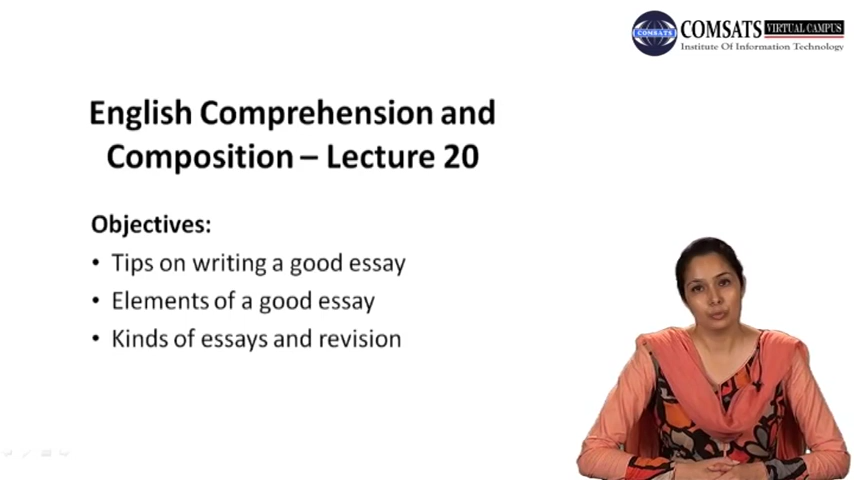 COMSATS VIRTUAL CAMPUS
COMSATS
Institute Of Information Technology
English Comprehension and
Composition – Lecture 20
Objectives:
• Tips on writing a good essay
• Elements of a good essay
• Kinds of essays and revision